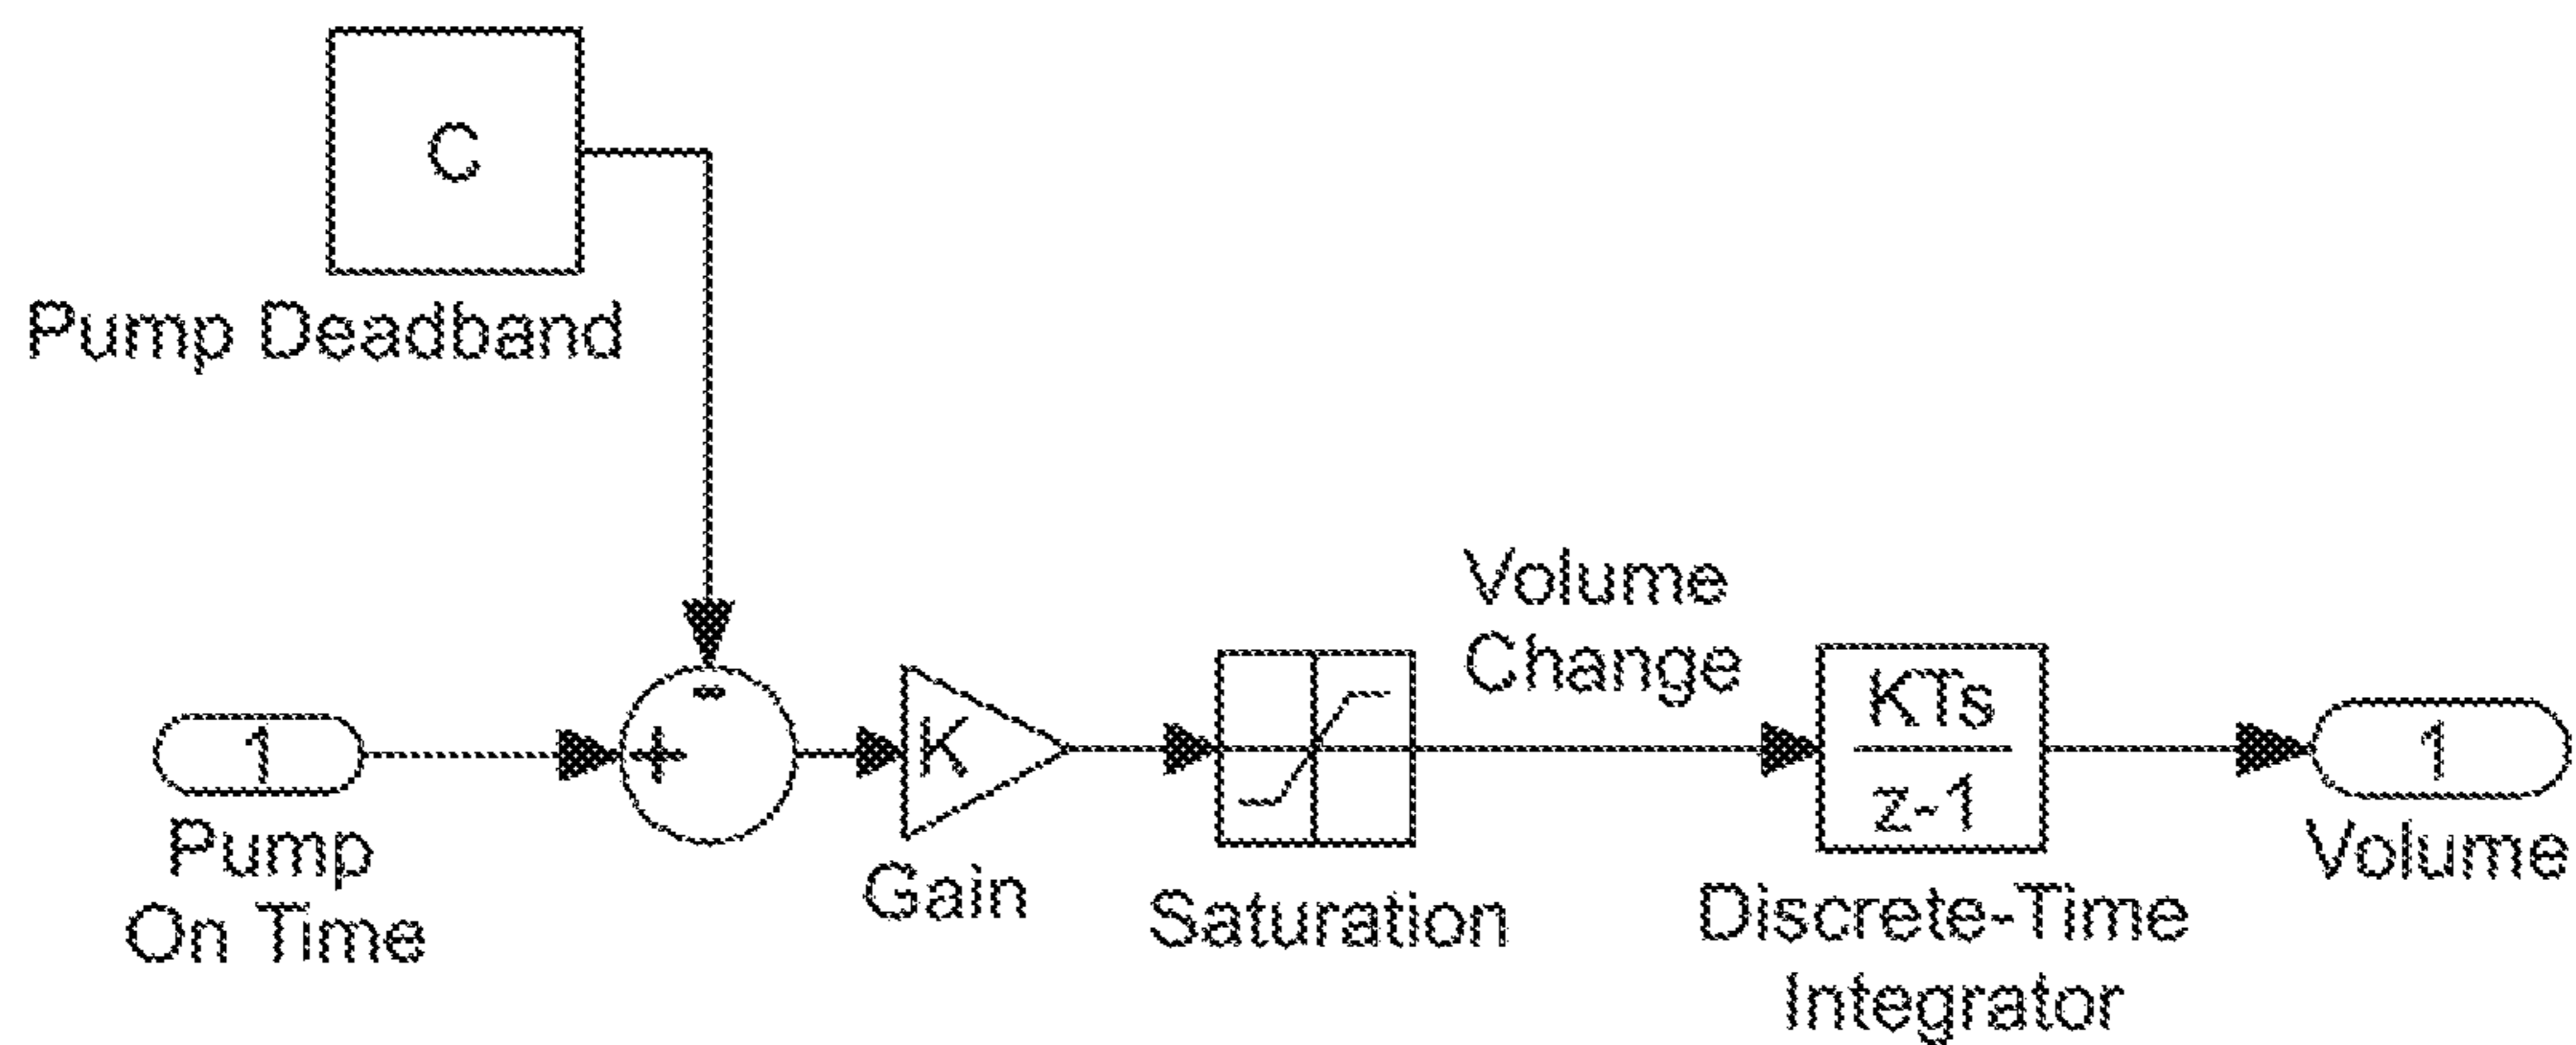 C
Pump Deadband
Volume
Change
-
1
+
K
KTs
z-1
1
Pump
On Time
Gain
Saturation
Discrete-Time
Integrator
Volume